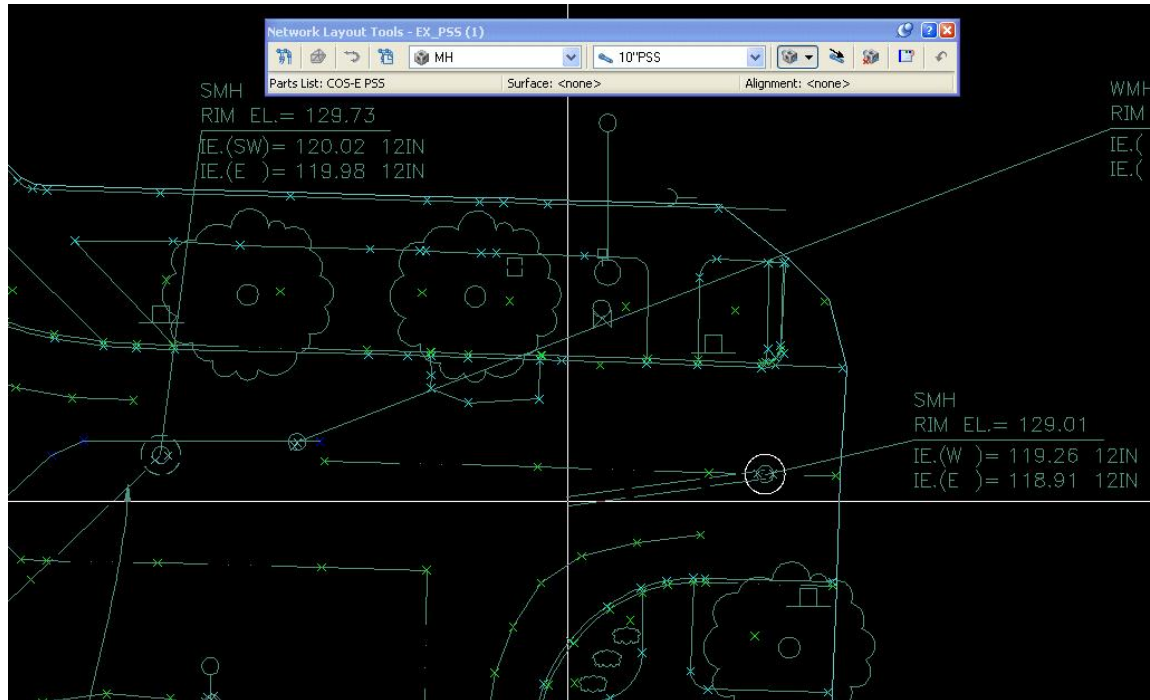 Network Layout Tools - EX_PSS (1)
MH
10"PSS
Parts List: COS-E PSS
Surface: <none>
Alignment: <none>
SMH
RIM EL.= 129.73
IE.(SW)= 120.02 12IN
IE.(E )= 119.98 12IN
WMH
RIM
IE.(
IE.(
SMH
RIM EL.= 129.01
IE.(W )= 119.26 12IN
IE.(E )= 118.91 12IN